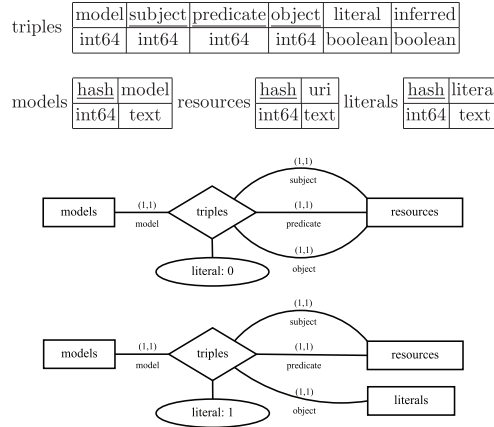 triples model subject predicate object literal inferred
int64 int64 int64 int64 boolean boolean
models hash model resources hash uri literals hash litera
int64 text int64 text int64 text
(1,1)
subject
models (1,1) triples (1,1) resources
model predicate
(1,1)
literal: 0 object
(1,1)
subject
models (1,1) triples (1,1) resources
model predicate
(1,1) literals
literal: 1 object